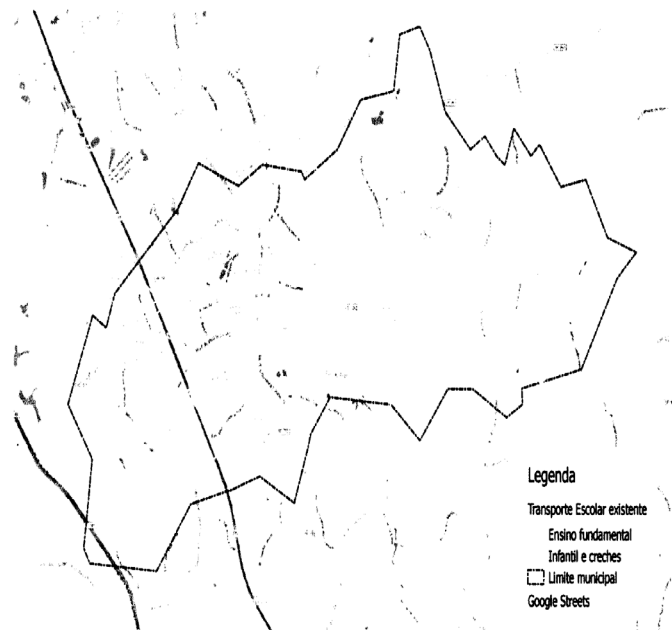 Legenda
Transporte Escolar existente
Ensino fundamental
Infantil e creches
Limite municipal
Google Streets